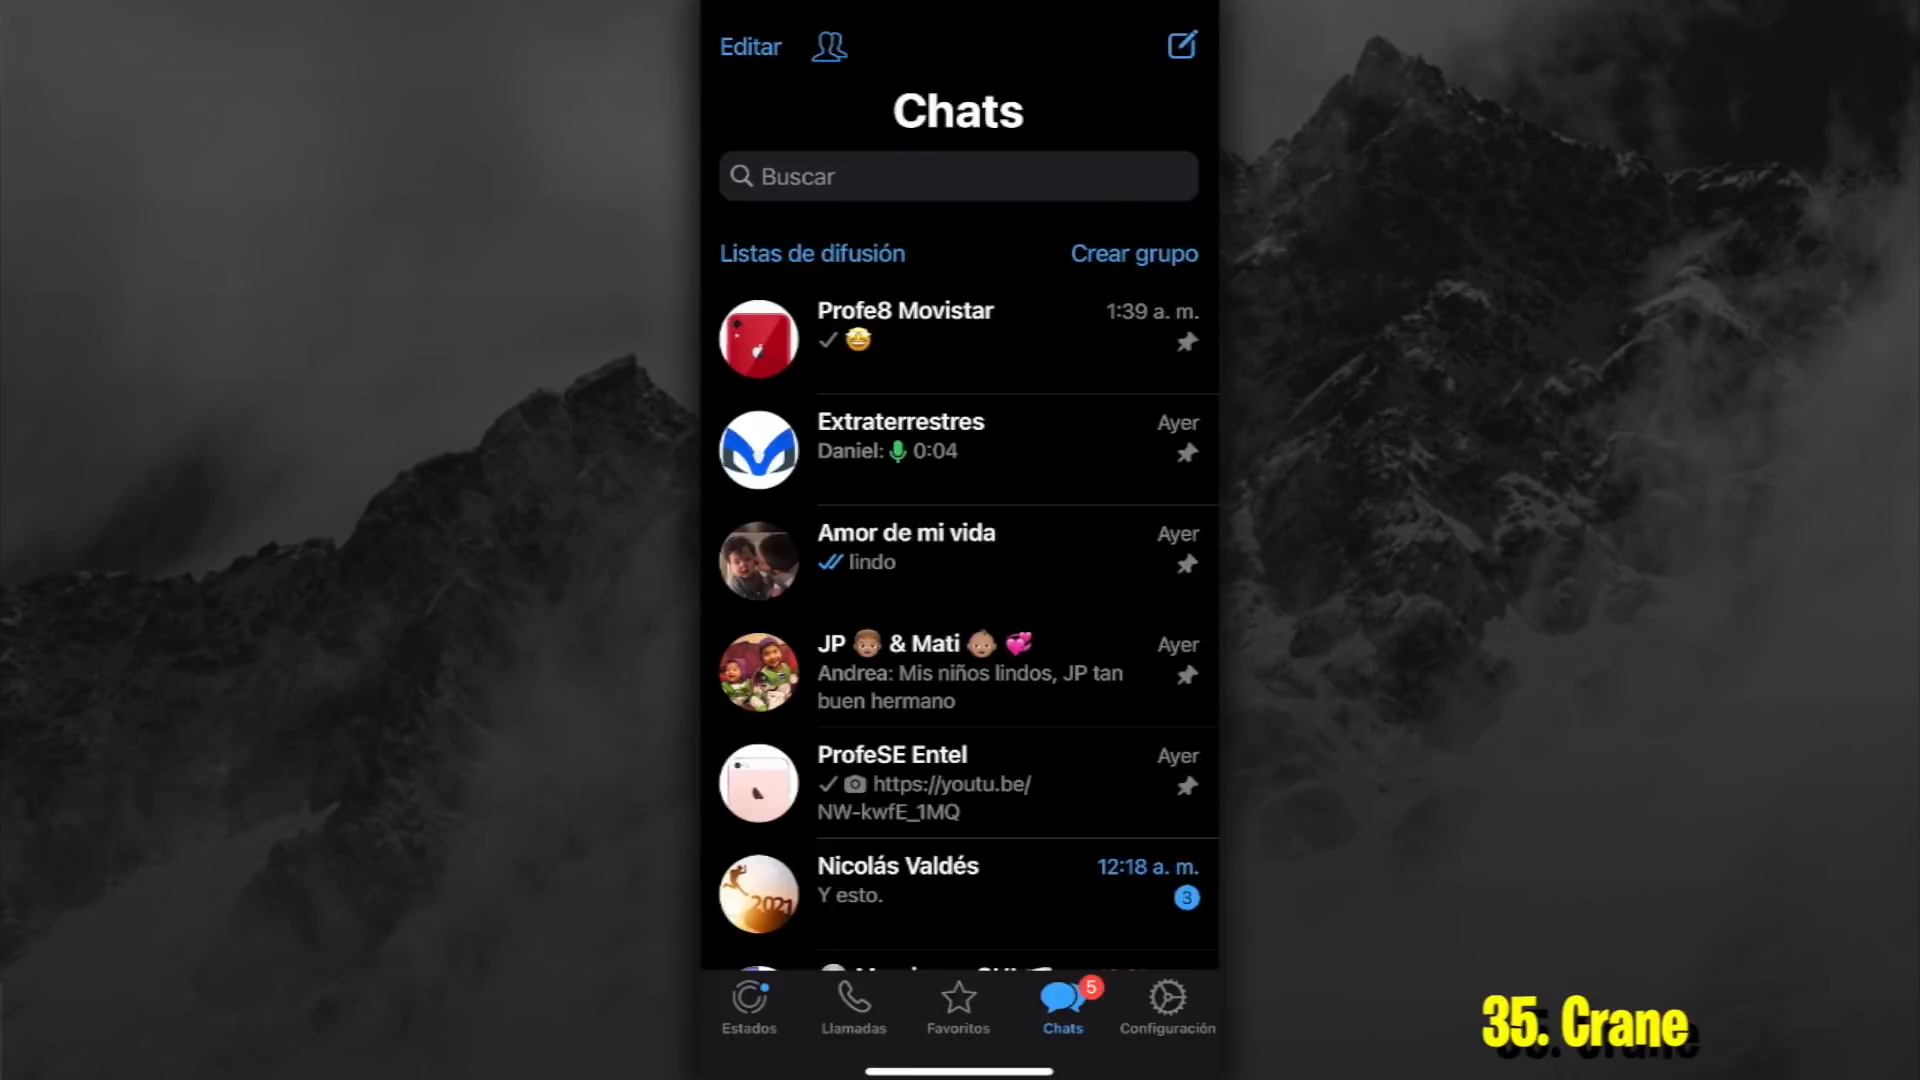 Editar
Chats
Buscar
Listas de difusión
Crear grupo
Profe8 Movistar
1:39 a. m.
Extraterrestres
Ayer
Daniel: 0:04
Amor de mi vida
Ayer
lindo
JP & Mati
Ayer
Andrea: Mis niños lindos, JP tan
buen hermano
ProfeSE Entel
Ayer
https://youtu.be/
NW-kwfE_1MQ
Nicolás Valdés
12:18 a. m.
Y esto.
3
2021
5
Estados
Llamadas
Favoritos
Chats
Configuración
35. Crane